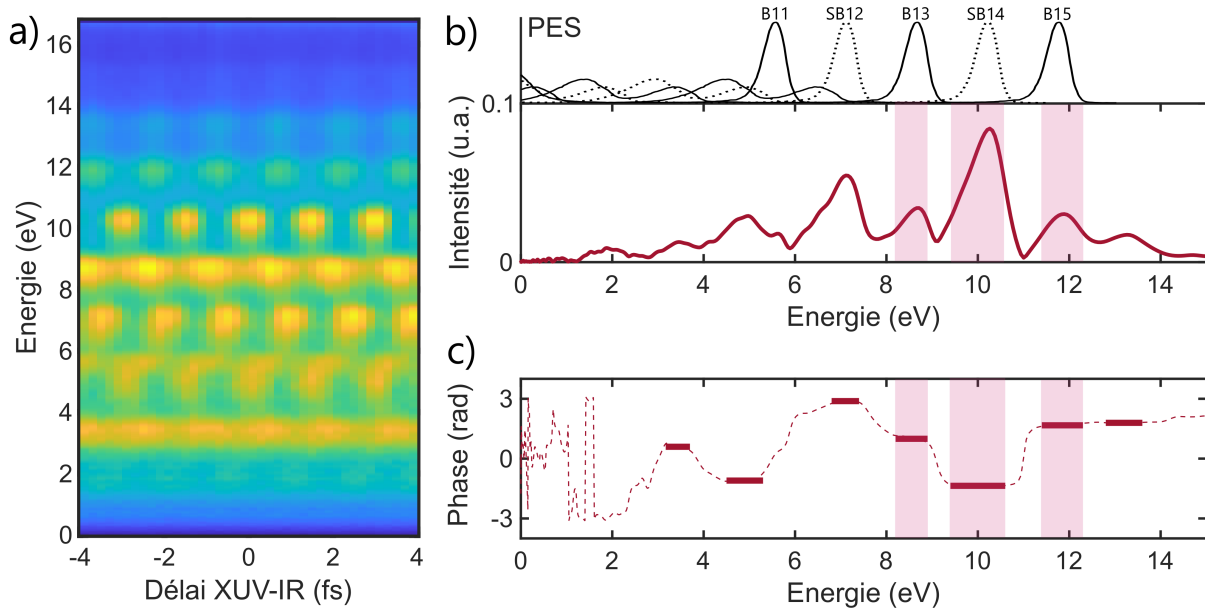 a)
16
14
12
10
8
6
4
2
0
Energie (eV)
-4
-2
0
2
4
Délai XUV-IR (fs)
b)
PES
B11
SB12
B13
SB14
B15
0.1
0
Intensité (u.a.)
0
2
4
6
8
10
12
14
Energie (eV)
c)
3
0
-3
Phase (rad)
0
2
4
6
8
10
12
14
Energie (eV)